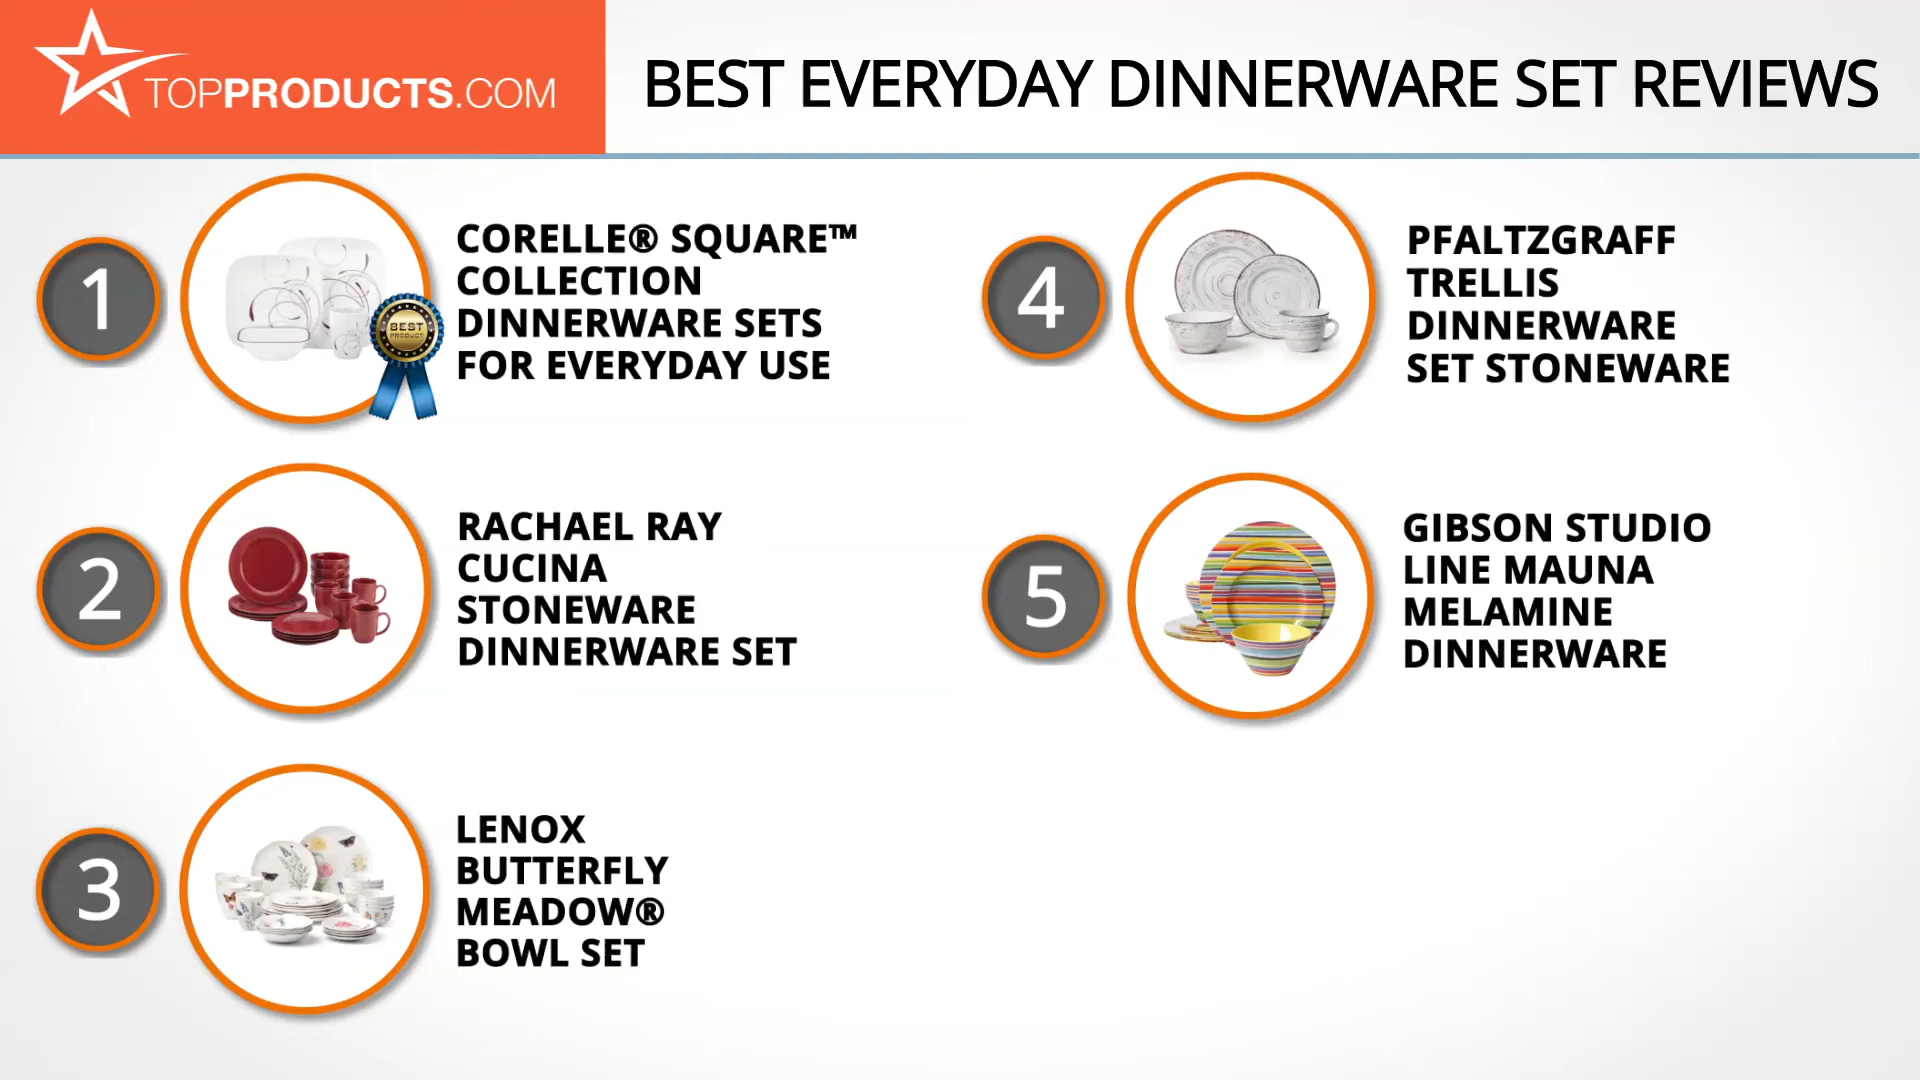 TOPPRODUCTS.COM
BEST EVERYDAY DINNERWARE SET REVIEWS
1
BEST
PRODUCT
CORELLE® SQUARE™
COLLECTION
DINNERWARE SETS
FOR EVERYDAY USE
2
RACHAEL RAY
CUCINA
STONEWARE
DINNERWARE SET
3
LENOX
BUTTERFLY
MEADOW®
BOWL SET
4
PFALTZGRAFF
TRELLIS
DINNERWARE
SET STONEWARE
5
GIBSON STUDIO
LINE MAUNA
MELAMINE
DINNERWARE